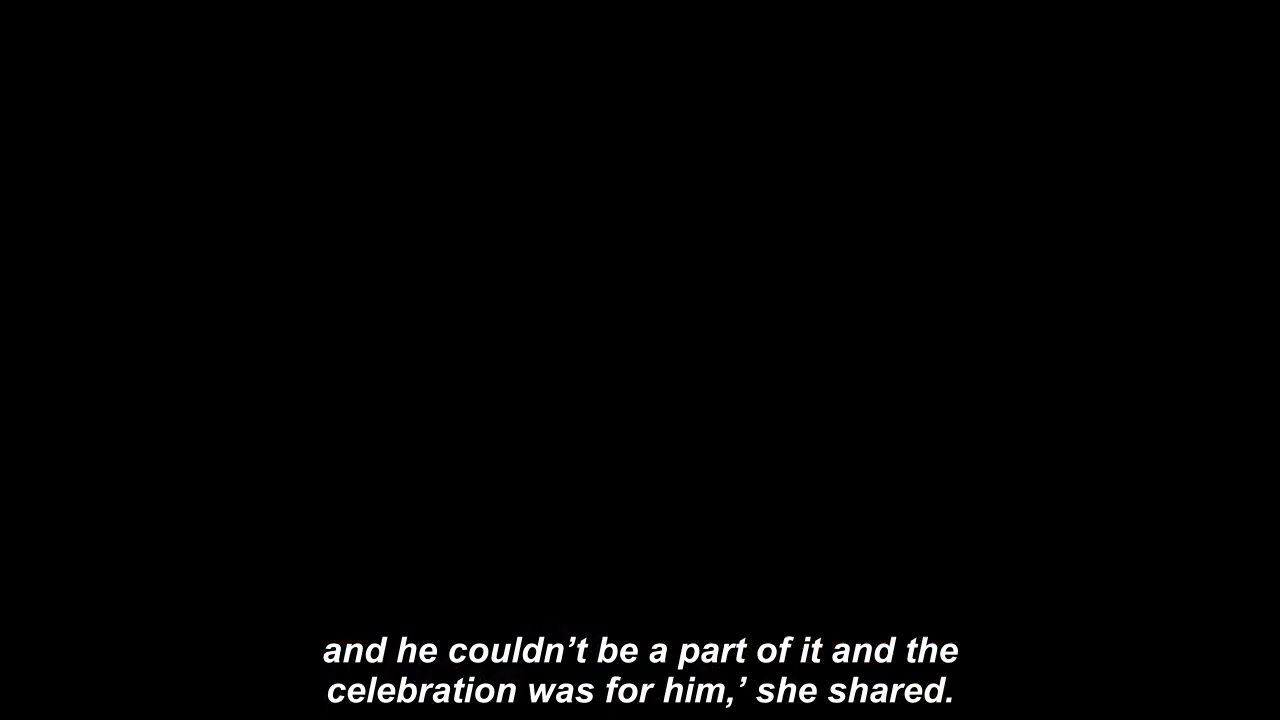 and he couldn’t be a part of it and the
celebration was for him,’ she shared.